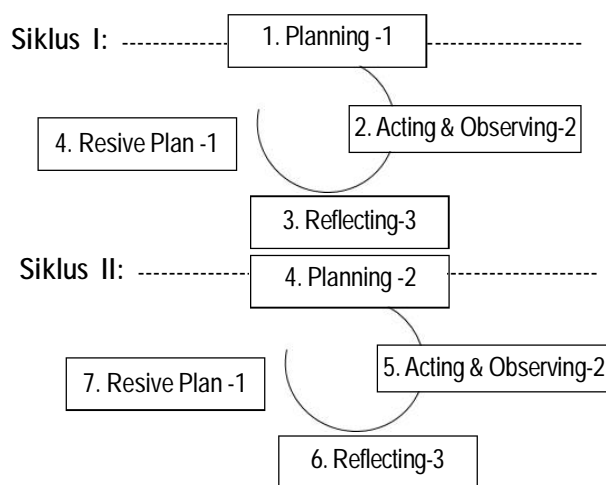 Siklus I:
1. Planning -1
2. Acting & Observing-2
4. Resive Plan -1
3. Reflecting-3
Siklus II:
4. Planning -2
5. Acting & Observing-2
7. Resive Plan -1
6. Reflecting-3